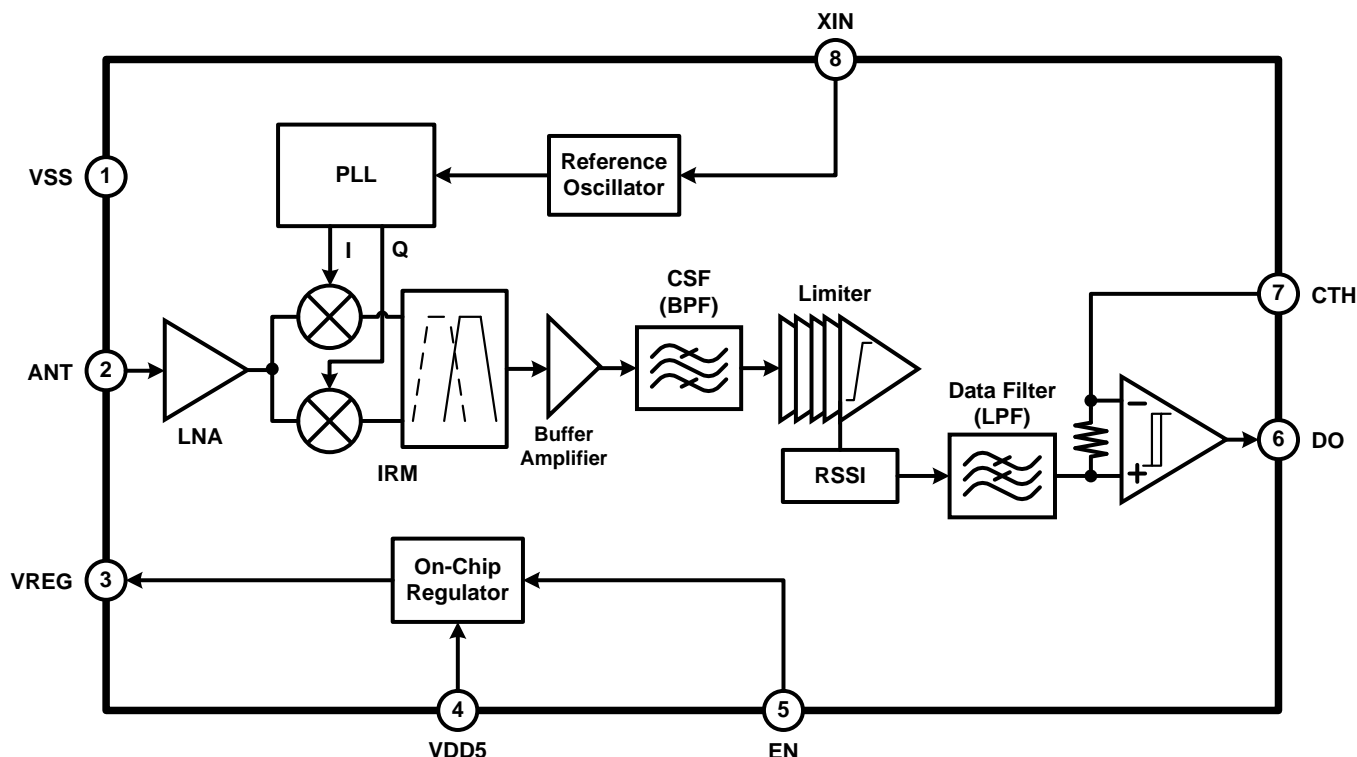 XIN
8
VSS
1
PLL
Reference
Oscillator
I
Q
CSF
(BPF)
Limiter
7
CTH
ANT
2
LNA
IRM
Buffer
Amplifier
Data Filter
(LPF)
RSSI
−
+
6
DO
VREG
3
On-Chip
Regulator
4
VDD5
5
EN